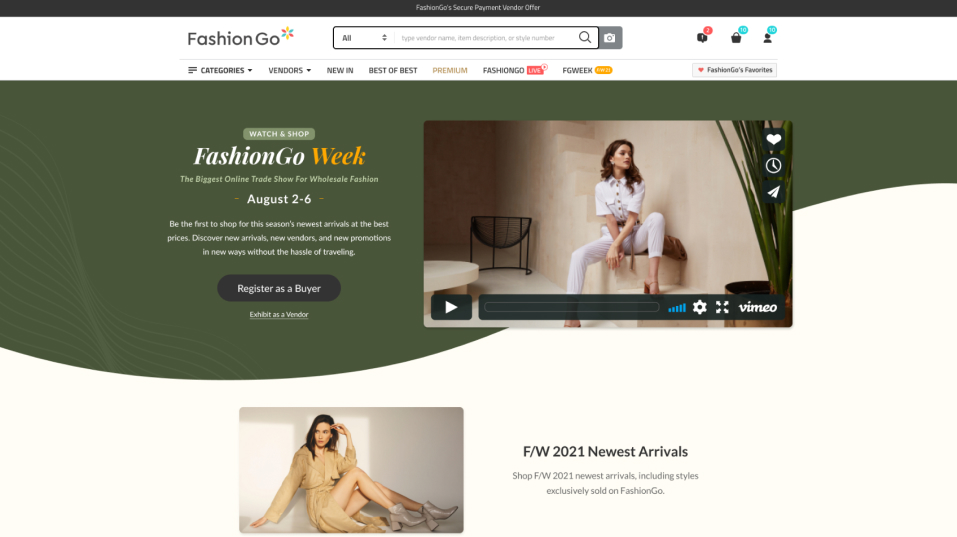 FashionGo's Secure Payment Vendor Offer
FashionGo
All
type vendor name, item description, or style number
2
10
10
CATEGORIES
VENDORS
NEW IN
BEST OF BEST
PREMIUM
FASHIONGO LIVE
FGWEEK
FashionGo's Favorites
WATCH & SHOP
FashionGo Week
The Biggest Online Trade Show For Wholesale Fashion
- August 2-6 -
Be the first to shop for this season's newest arrivals at the best
prices. Discover new arrivals, new vendors, and new promotions
in new ways without the hassle of traveling.
Register as a Buyer
Exhibit as a Vendor
vimeo
F/W 2021 Newest Arrivals
Shop F/W 2021 newest arrivals, including styles
exclusively sold on FashionGo.